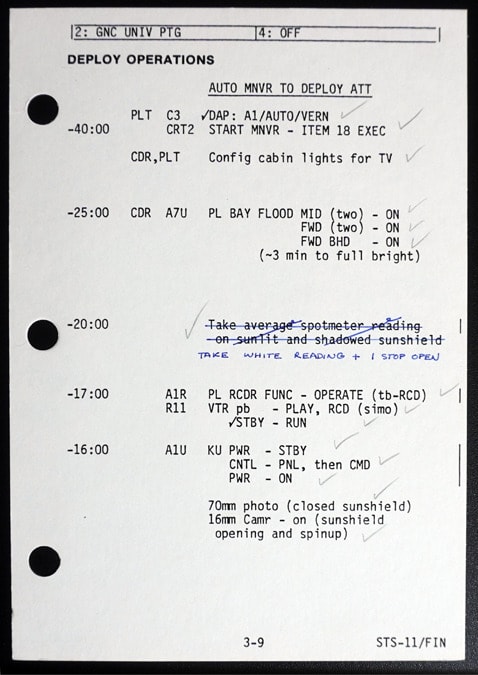 2: GNC UNIV PTG 4: OFF
DEPLOY OPERATIONS
AUTO MNVR TO DEPLOY ATT
PLT C3 ✓DAP: A1/AUTO/VERN
-40:00 CRT2 START MNVR - ITEM 18 EXEC
CDR,PLT Config cabin lights for TV
-25:00 CDR A7U PL BAY FLOOD MID (two) - ON
FWD (two) - ON
FWD BHD - ON
(~3 min to full bright)
-20:00 Take average spotmeter reading
on sunlit and shadowed sunshield
TAKE WHITE READING + 1 STOP OPEN
-17:00 A1R PL RCDR FUNC - OPERATE (tb-RCD)
R11 VTR pb - PLAY, RCD (simo)
✓STBY - RUN
-16:00 A1U KU PWR - STBY
CNTL - PNL, then CMD
PWR - ON
70mm photo (closed sunshield)
16mm Camr - on (sunshield
opening and spinup)
3-9 STS-11/FIN